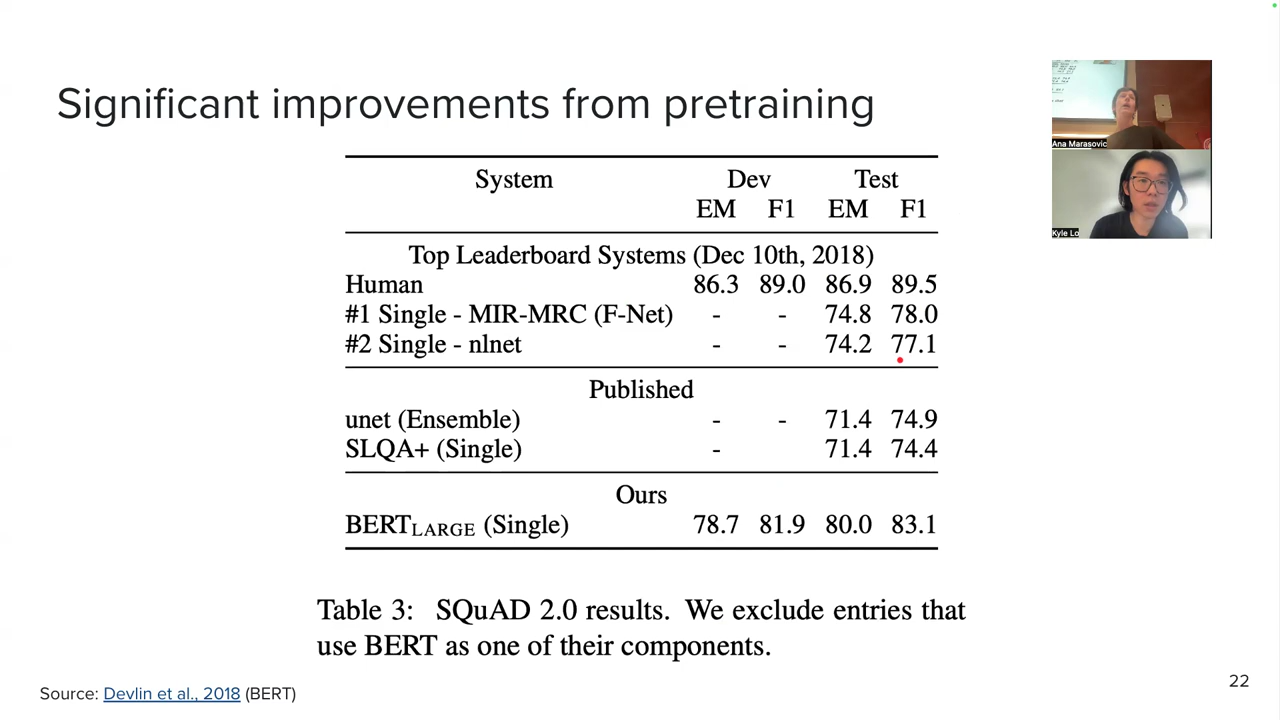 Significant improvements from pretraining
Ana Marasovic
Kyle Lo
System Dev Test
EM F1 EM F1
Top Leaderboard Systems (Dec 10th, 2018)
Human 86.3 89.0 86.9 89.5
#1 Single - MIR-MRC (F-Net) - - 74.8 78.0
#2 Single - nlnet - - 74.2 77.1
Published
unet (Ensemble) - - 71.4 74.9
SLQA+ (Single) - 71.4 74.4
Ours
BERTLARGE (Single) 78.7 81.9 80.0 83.1
Table 3: SQuAD 2.0 results. We exclude entries that
use BERT as one of their components.
Source: Devlin et al., 2018 (BERT)
22